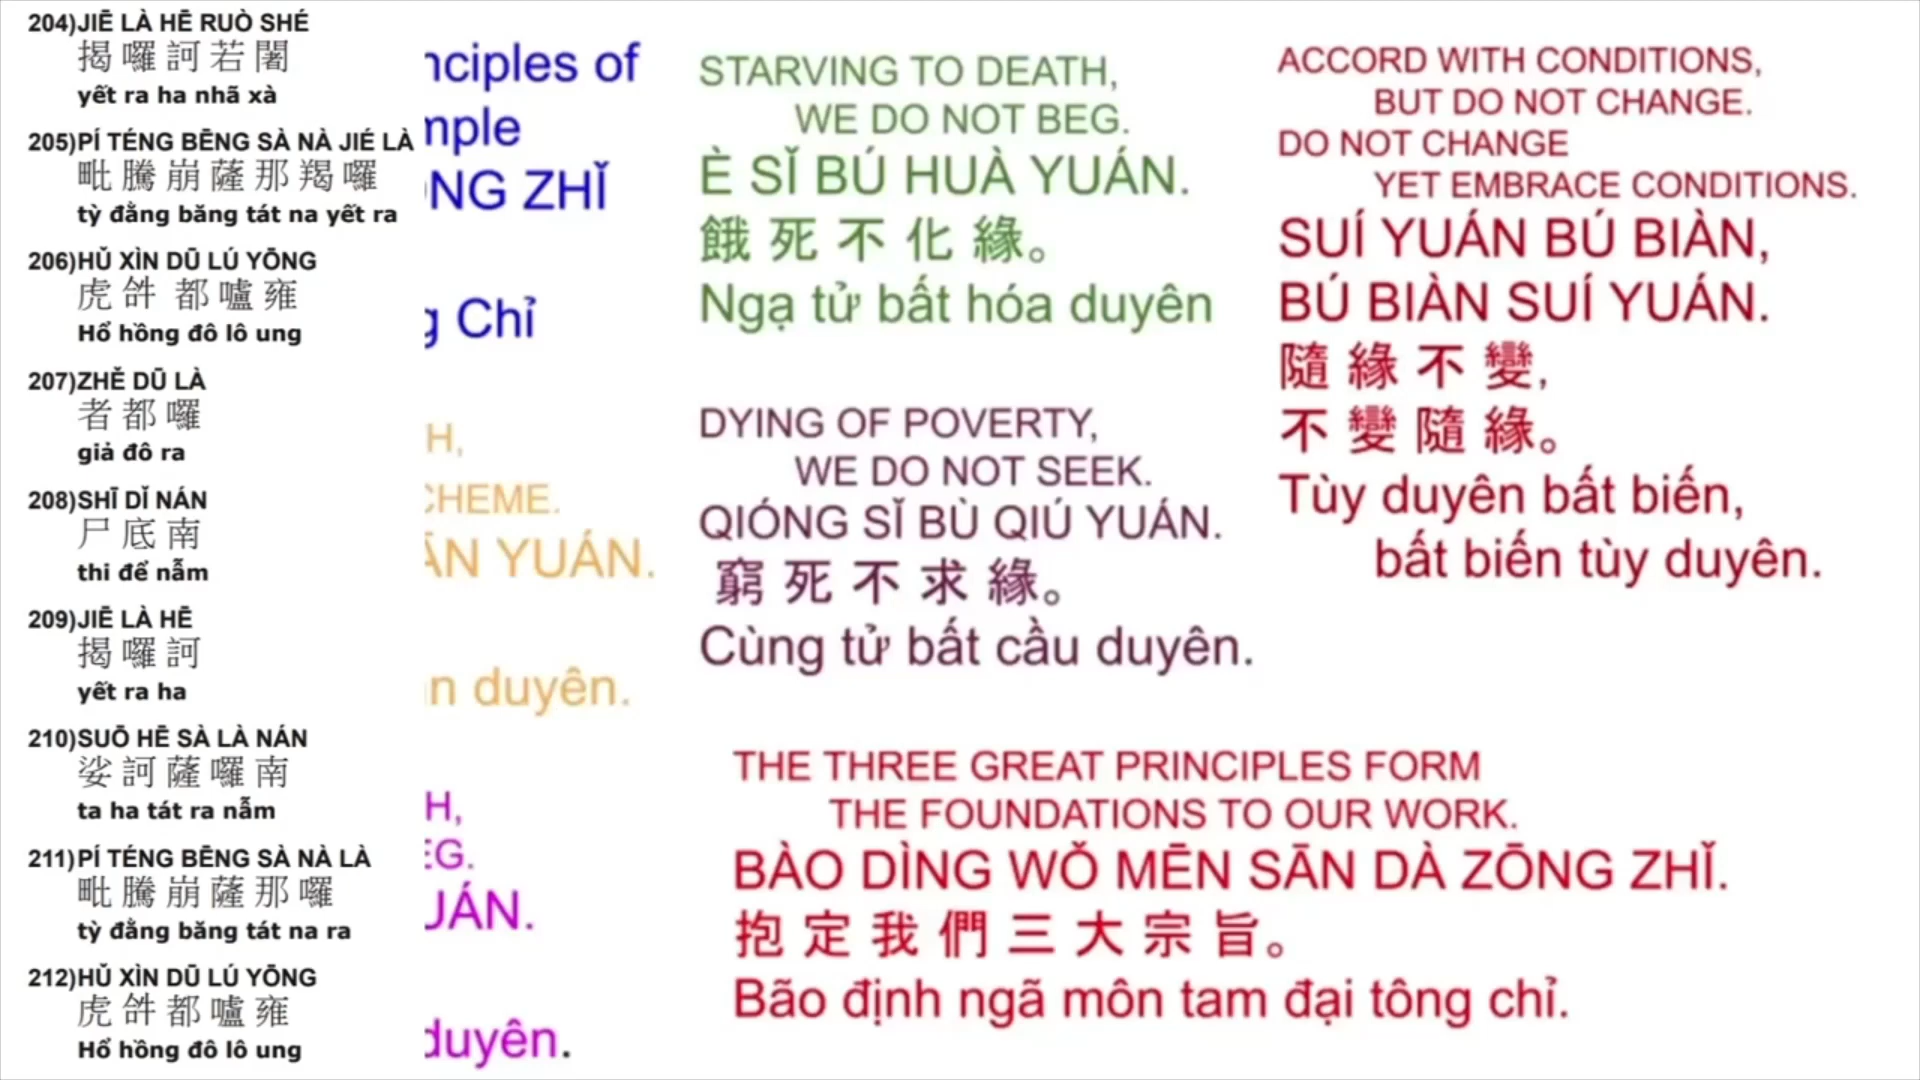 204)JIĒ LÀ HĒ RUÒ SHÉ
揭 囉 訶 若 闍
yết ra ha nhã xà
205)PÍ TÉNG BĒNG SÀ NÀ JIÉ LÀ
毗 騰 崩 薩 那 羯 囉
tỳ đằng băng tát na yết ra
206)HǓ XÌN DŪ LÚ YŌNG
虎 𤙖 都 嚧 雍
Hổ hồng đô lô ung
207)ZHĚ DŪ LÀ
者 都 囉
giả đô ra
208)SHĪ DǏ NÁN
尸 底 南
thi để nẫm
209)JIĒ LÀ HĒ
揭 囉 訶
yết ra ha
210)SUŌ HĒ SÀ LÀ NÁN
娑 訶 薩 囉 南
ta ha tát ra nẫm
211)PÍ TÉNG BĒNG SÀ NÀ LÀ
毗 騰 崩 薩 那 囉
tỳ đằng băng tát na ra
212)HǓ XÌN DŪ LÚ YŌNG
虎 𤙖 都 嚧 雍
Hổ hồng đô lô ung
nciples of
mple
ONG ZHǏ
g Chỉ
H,
CHEME.
ĀN YUÁN.
n duyên.
H,
EG.
UÁN.
duyên.
STARVING TO DEATH,
WE DO NOT BEG.
È SǏ BÚ HUÀ YUÁN.
餓 死 不 化 緣。
Ngạ tử bất hóa duyên
DYING OF POVERTY,
WE DO NOT SEEK.
QIÓNG SǏ BÙ QIÚ YUÁN.
窮 死 不 求 緣。
Cùng tử bất cầu duyên.
ACCORD WITH CONDITIONS,
BUT DO NOT CHANGE.
DO NOT CHANGE
YET EMBRACE CONDITIONS.
SUÍ YUÁN BÚ BIÀN,
BÚ BIÀN SUÍ YUÁN.
隨 緣 不 變,
不 變 隨 緣。
Tùy duyên bất biến,
bất biến tùy duyên.
THE THREE GREAT PRINCIPLES FORM
THE FOUNDATIONS TO OUR WORK.
BÀO DÌNG WǑ MĒN SĀN DÀ ZŌNG ZHǏ.
抱 定 我 們 三 大 宗 旨。
Bão định ngã môn tam đại tông chỉ.